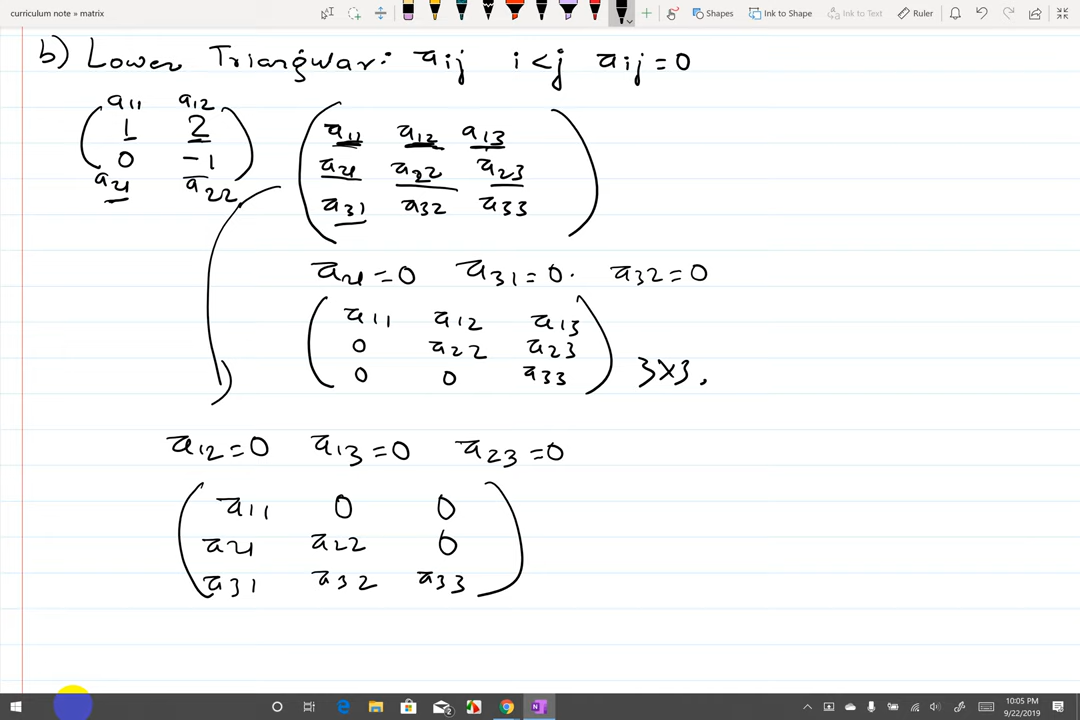 curriculum note » matrix
Shapes Ink to Shape Ink to Text Ruler
b) Lower Triangular: aij i<j aij=0
a11 a12
1 2
0 -1
a21 a22
a11 a12 a13
a21 a22 a23
a31 a32 a33
a21=0 a31=0. a32=0
a11 a12 a13
0 a22 a23
0 0 a33
3×3.
a12=0 a13=0 a23=0
a11 0 0
a21 a22 0
a31 a32 a33
10:05 PM
9/22/2019